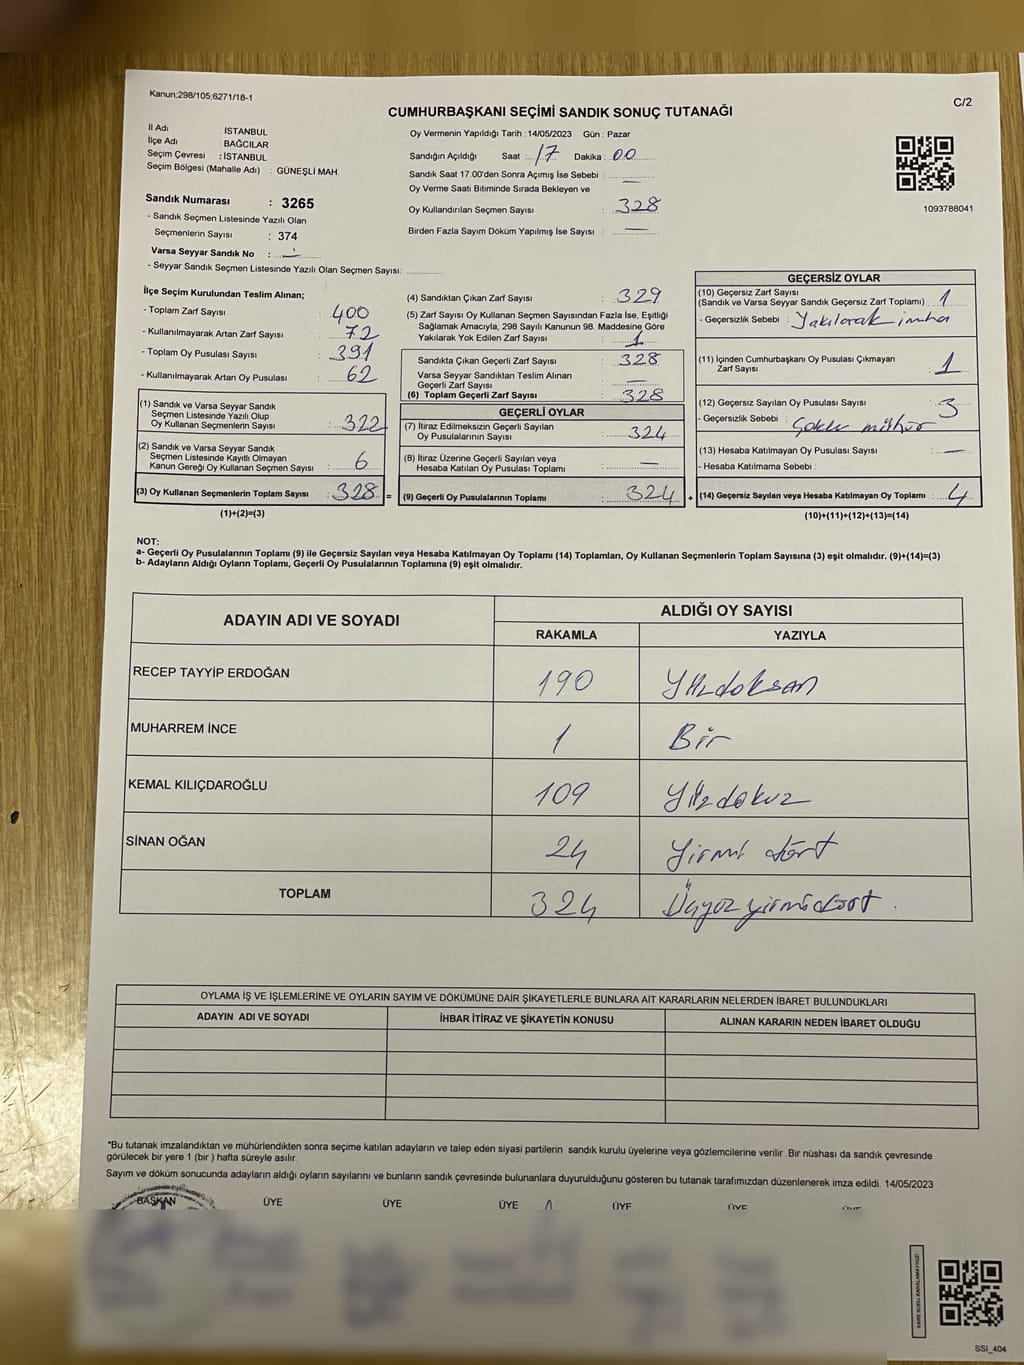 Kanun;298/105;6271/18-1
C/2
CUMHURBAŞKANI SEÇİMİ SANDIK SONUÇ TUTANAĞI
İl Adı : İSTANBUL
İlçe Adı : BAĞCILAR
Seçim Çevresi : İSTANBUL
Seçim Bölgesi (Mahalle Adı) : GÜNEŞLİ MAH.
Sandık Numarası : 3265
- Sandık Seçmen Listesinde Yazılı Olan
Seçmenlerin Sayısı : 374
Varsa Seyyar Sandık No :
- Seyyar Sandık Seçmen Listesinde Yazılı Olan Seçmen Sayısı:
Oy Vermenin Yapıldığı Tarih :14/05/2023 Gün : Pazar
Sandığın Açıldığı Saat : 17 Dakika : 00
Sandık Saat 17.00'den Sonra Açımış İse Sebebi : —
Oy Verme Saati Bitiminde Sırada Bekleyen ve
Oy Kullandırılan Seçmen Sayısı : 328
Birden Fazla Sayım Döküm Yapılmış İse Sayısı : —
1093788041
İlçe Seçim Kurulundan Teslim Alınan;
- Toplam Zarf Sayısı : 400
- Kullanılmayarak Artan Zarf Sayısı : 72
- Toplam Oy Pusulası Sayısı : 391
- Kullanılmayarak Artan Oy Pusulası : 62
(1) Sandık ve Varsa Seyyar Sandık
Seçmen Listesinde Yazılı Olup
Oy Kullanan Seçmenlerin Sayısı : 322
(2) Sandık ve Varsa Seyyar Sandık
Seçmen Listesinde Kayıtlı Olmayan
Kanun Gereği Oy Kullanan Seçmen Sayısı : 6
(3) Oy Kullanan Seçmenlerin Toplam Sayısı : 328 =
(1)+(2)=(3)
(4) Sandıktan Çıkan Zarf Sayısı : 329
(5) Zarf Sayısı Oy Kullanan Seçmen Sayısından Fazla İse, Eşitliği
Sağlamak Amacıyla, 298 Sayılı Kanunun 98. Maddesine Göre
Yakılarak Yok Edilen Zarf Sayısı : 1
Sandıkta Çıkan Geçerli Zarf Sayısı : 328
Varsa Seyyar Sandıktan Teslim Alınan
Geçerli Zarf Sayısı : —
(6) Toplam Geçerli Zarf Sayısı : 328
GEÇERLİ OYLAR
(7) İtiraz Edilmeksizin Geçerli Sayılan
Oy Pusulalarının Sayısı : 324
(8) İtiraz Üzerine Geçerli Sayılan veya
Hesaba Katılan Oy Pusulası Toplamı : —
(9) Geçerli Oy Pusulalarının Toplamı : 324 +
GEÇERSİZ OYLAR
(10) Geçersiz Zarf Sayısı
(Sandık ve Varsa Seyyar Sandık Geçersiz Zarf Toplamı) : 1
- Geçersizlik Sebebi : Yakılarak imha
(11) İçinden Cumhurbaşkanı Oy Pusulası Çıkmayan
Zarf Sayısı : 1
(12) Geçersiz Sayılan Oy Pusulası Sayısı : 3
- Geçersizlik Sebebi : mühür
(13) Hesaba Katılmayan Oy Pusulası Sayısı : —
- Hesaba Katılmama Sebebi :
(14) Geçersiz Sayılan veya Hesaba Katılmayan Oy Toplamı : 4
(10)+(11)+(12)+(13)=(14)
NOT:
a- Geçerli Oy Pusulalarının Toplamı (9) ile Geçersiz Sayılan veya Hesaba Katılmayan Oy Toplamı (14) Toplamları, Oy Kullanan Seçmenlerin Toplam Sayısına (3) eşit olmalıdır. (9)+(14)=(3)
b- Adayların Aldığı Oyların Toplamı, Geçerli Oy Pusulalarının Toplamına (9) eşit olmalıdır.
ADAYIN ADI VE SOYADI ALDIĞI OY SAYISI
RAKAMLA YAZIYLA
RECEP TAYYİP ERDOĞAN 190 Yüzdoksan
MUHARREM İNCE 1 Bir
KEMAL KILIÇDAROĞLU 109 Yüzdokuz
SİNAN OĞAN 24 Yirmi dört
TOPLAM 324 Üçyüzyirmidört
OYLAMA İŞ VE İŞLEMLERİNE VE OYLARIN SAYIM VE DÖKÜMÜNE DAİR ŞİKAYETLERLE BUNLARA AİT KARARLARIN NELERDEN İBARET BULUNDUKLARI
ADAYIN ADI VE SOYADI İHBAR İTİRAZ VE ŞİKAYETİN KONUSU ALINAN KARARIN NEDEN İBARET OLDUĞU
*Bu tutanak imzalandıktan ve mühürlendikten sonra seçime katılan adayların ve talep eden siyasi partilerin sandık kurulu üyelerine veya gözlemcilerine verilir .Bir nüshası da sandık çevresinde
görülecek bir yere 1 (bir ) hafta süreyle asılır.
Sayım ve döküm sonucunda adayların aldığı oyların sayılarını ve bunların sandık çevresinde bulunanlara duyurulduğunu gösteren bu tutanak tarafımızdan düzenlenerek imza edildi. 14/05/2023
BAŞKAN ÜYE ÜYE ÜYE ÜYE ÜYE ÜYE
KARE KODU KARALAMAYINIZ!
SSI_404